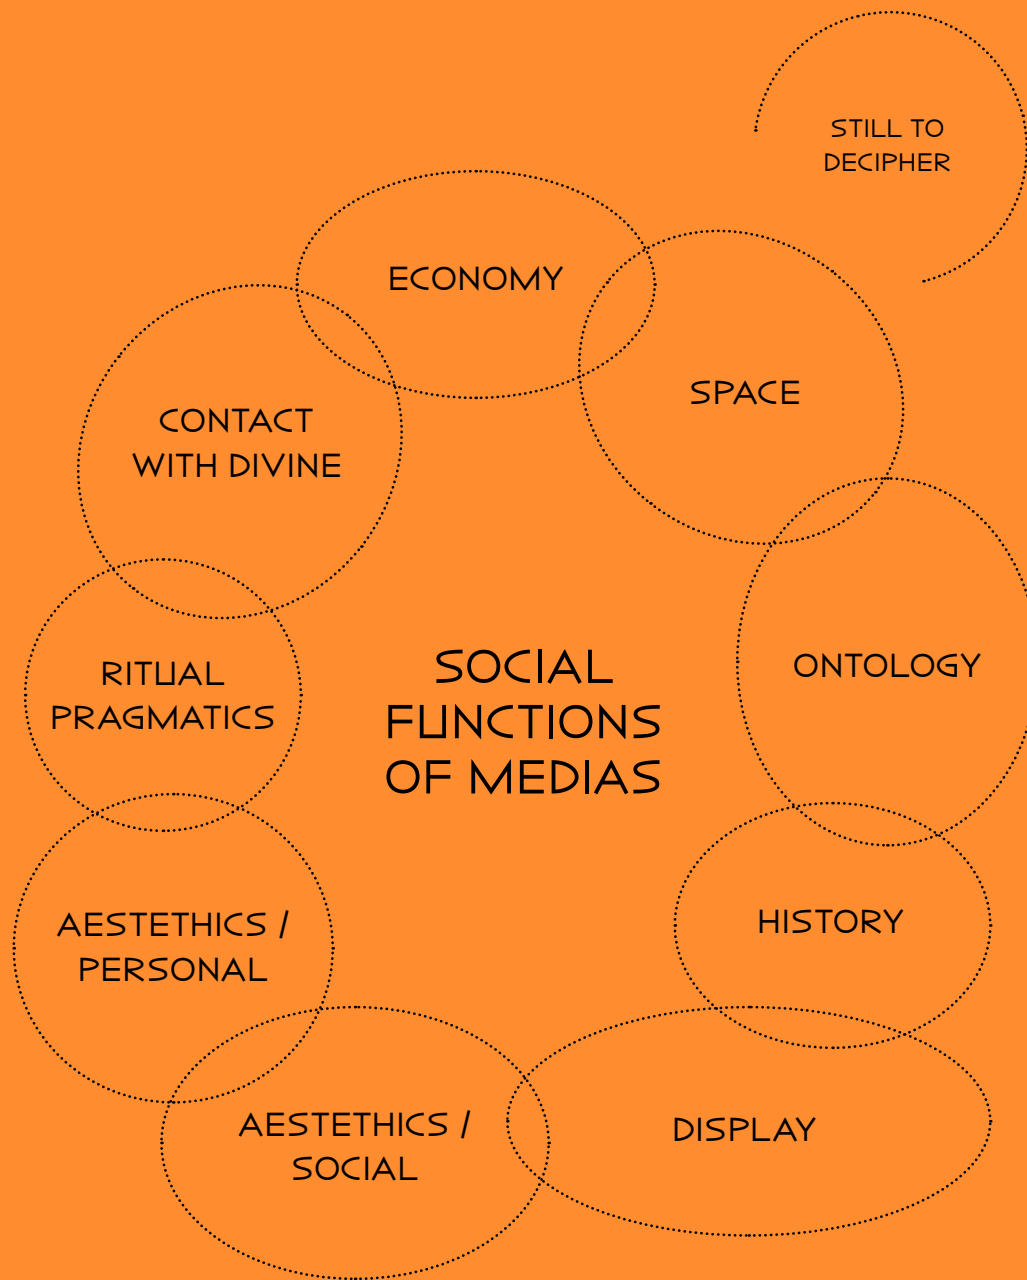 STILL TO
DECIPHER
ECONOMY
SPACE
CONTACT
WITH DIVINE
ONTOLOGY
RITUAL
PRAGMATICS
SOCIAL
FUNCTIONS
OF MEDIAS
HISTORY
AESTETHICS /
PERSONAL
AESTETHICS /
SOCIAL
DISPLAY